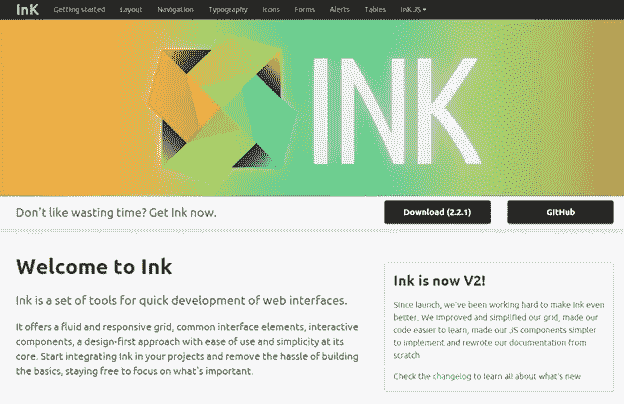 InK Getting started Layout Navigation Typography Icons Forms Alerts Tables InK JS
INK
Don't like wasting time? Get Ink now.
Download (2.2.1)
GitHub
Welcome to Ink
Ink is a set of tools for quick development of web interfaces.
It offers a fluid and responsive grid, common interface elements, interactive
components, a design-first approach with ease of use and simplicity at its
core. Start integrating Ink in your projects and remove the hassle of building
the basics, staying free to focus on what's important.
Ink is now V2!
Since launch, we've been working hard to make Ink even
better. We improved and simplified our grid, made our
code easier to learn, made our JS components simpler
to implement and rewrote our documentation from
scratch
Check the changelog to learn all about what's new